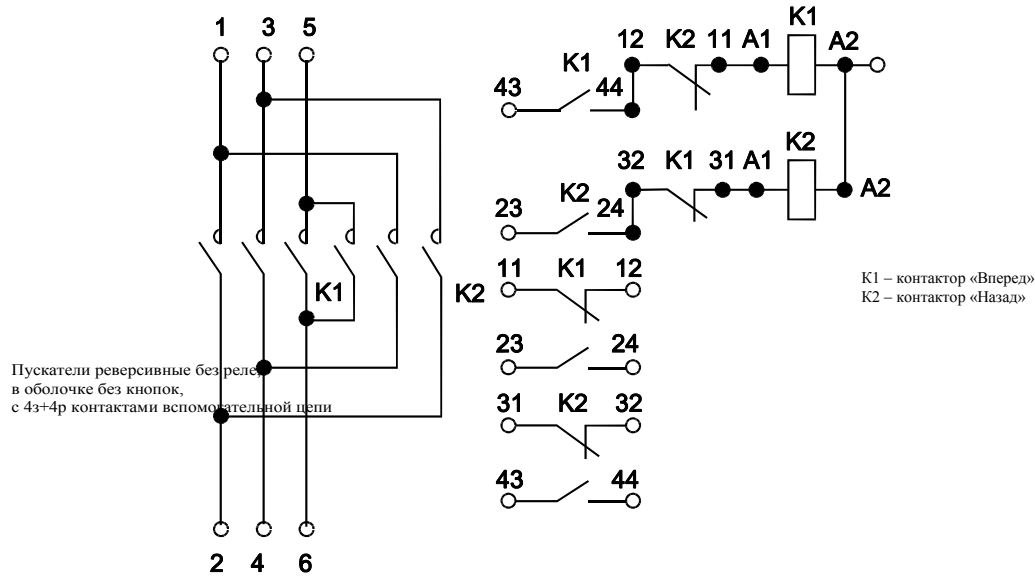 1 3 5
K1
12 K2 11 A1 A2
K1
43 44
K2
32 K1 31 A1 A2
K2
23 24
11 K1 12
K1 K2
К1 – контактор «Вперед»
К2 – контактор «Назад»
23 24
Пускатели реверсивные без реле,
в оболочке без кнопок,
с 4з+4р контактами вспомогательной цепи
31 K2 32
43 44
2 4 6